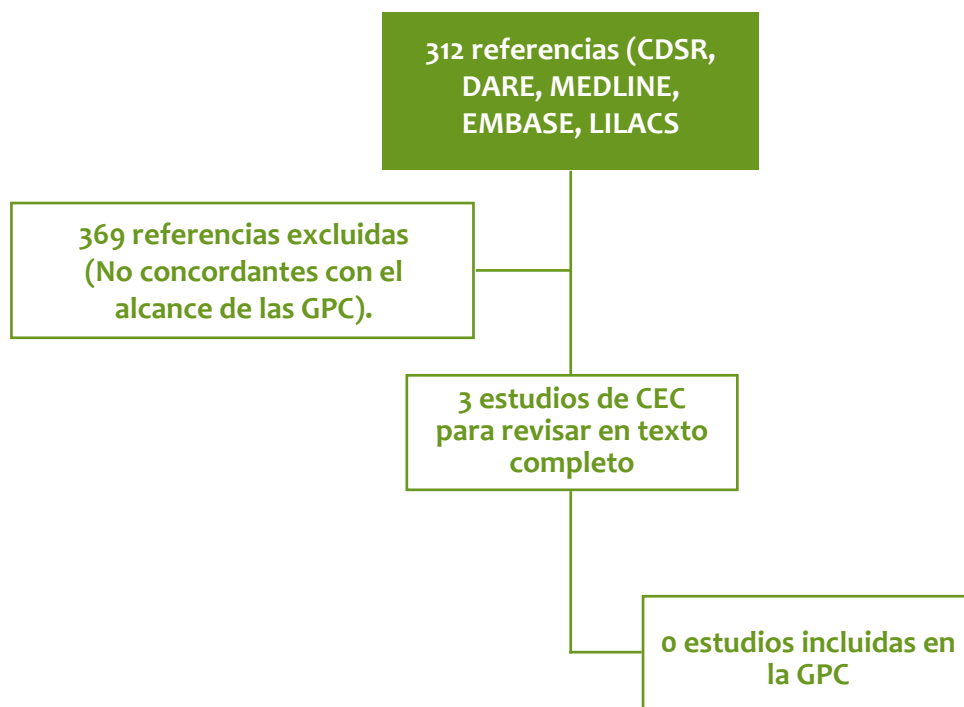 312 referencias (CDSR,
DARE, MEDLINE,
EMBASE, LILACS
369 referencias excluidas
(No concordantes con el
alcance de las GPC).
3 estudios de CEC
para revisar en texto
completo
0 estudios incluidas en
la GPC